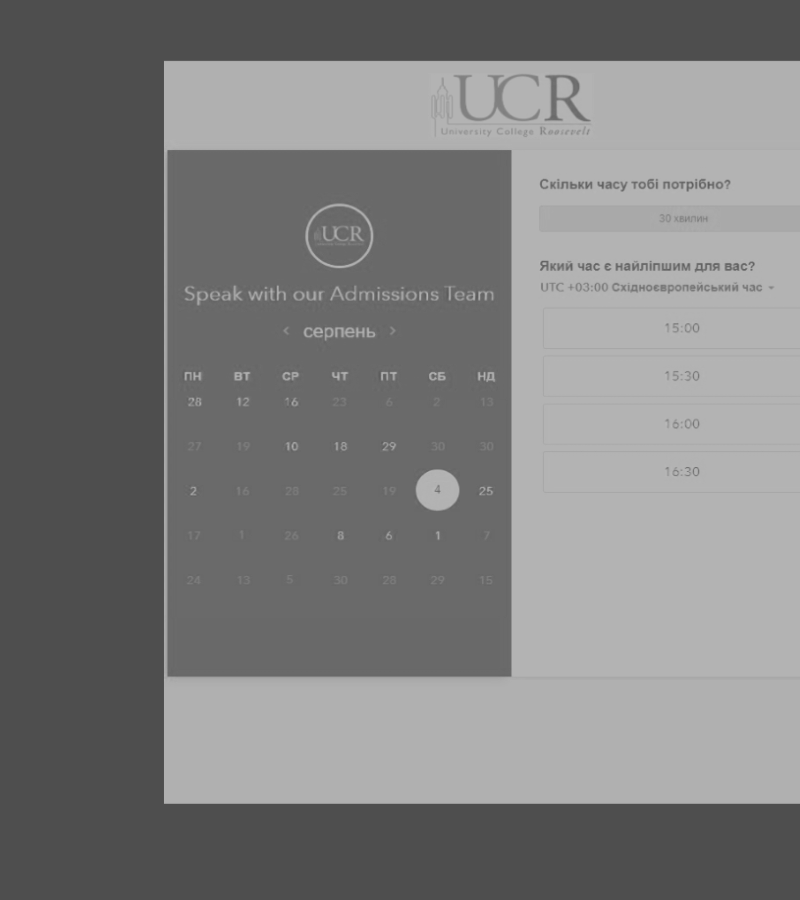 UCR
University College Roosevelt
UCR
Speak with our Admissions Team
‹ серпень ›
ПН ВТ СР ЧТ ПТ СБ НД
28 12 16 23 6 2 13
27 19 10 18 29 30 30
2 16 28 25 19 4 25
17 1 26 8 6 1 7
24 13 5 30 28 29 15
Скільки часу тобі потрібно?
30 хвилин
Який час є найліпшим для вас?
UTC +03:00 Східноєвропейський час
15:00
15:30
16:00
16:30